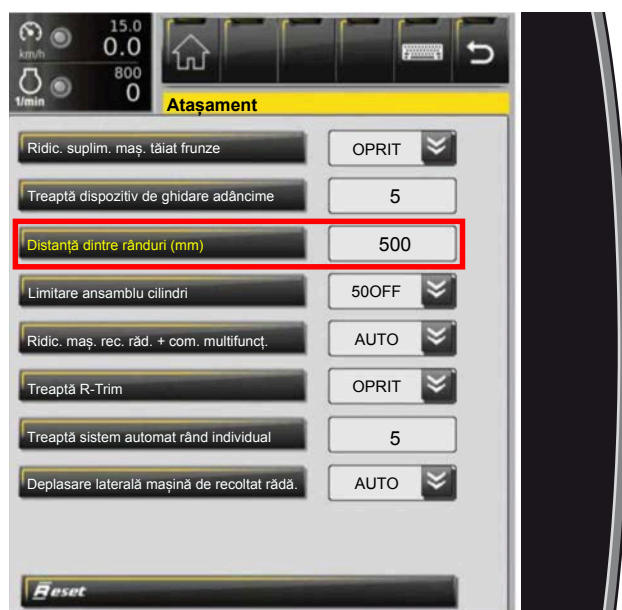 15.0
km/h 0.0
800
1/min 0
Atașament
Ridic. suplim. maș. tăiat frunze OPRIT
Treaptă dispozitiv de ghidare adâncime 5
Distanță dintre rânduri (mm) 500
Limitare ansamblu cilindri 50OFF
Ridic. maș. rec. răd. + com. multifuncț. AUTO
Treaptă R-Trim OPRIT
Treaptă sistem automat rând individual 5
Deplasare laterală mașină de recoltat rădă. AUTO
Reset